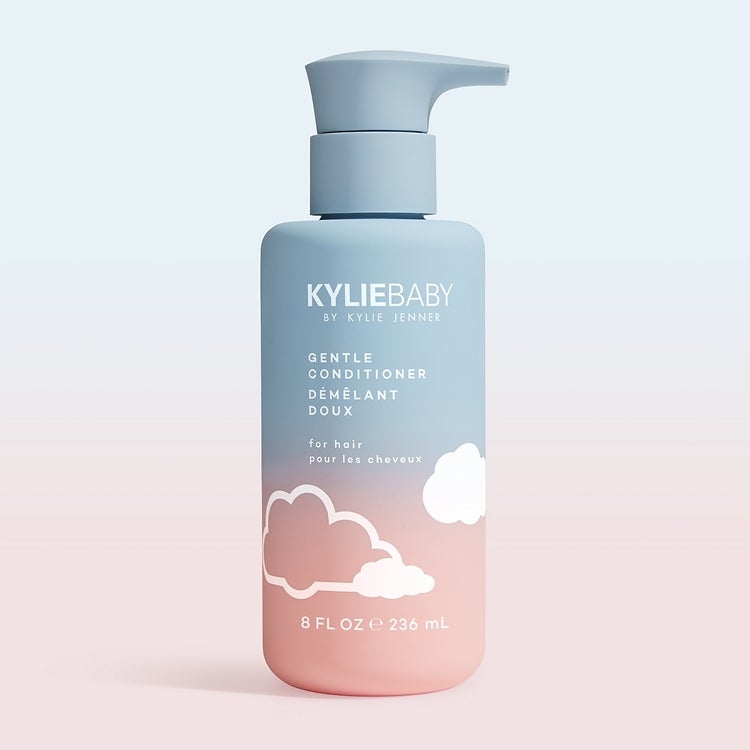 KYLIEBABY
BY KYLIE JENNER
GENTLE
CONDITIONER
DÉMÊLANT
DOUX
for hair
pour les cheveux
8 FL OZ ℮ 236 mL